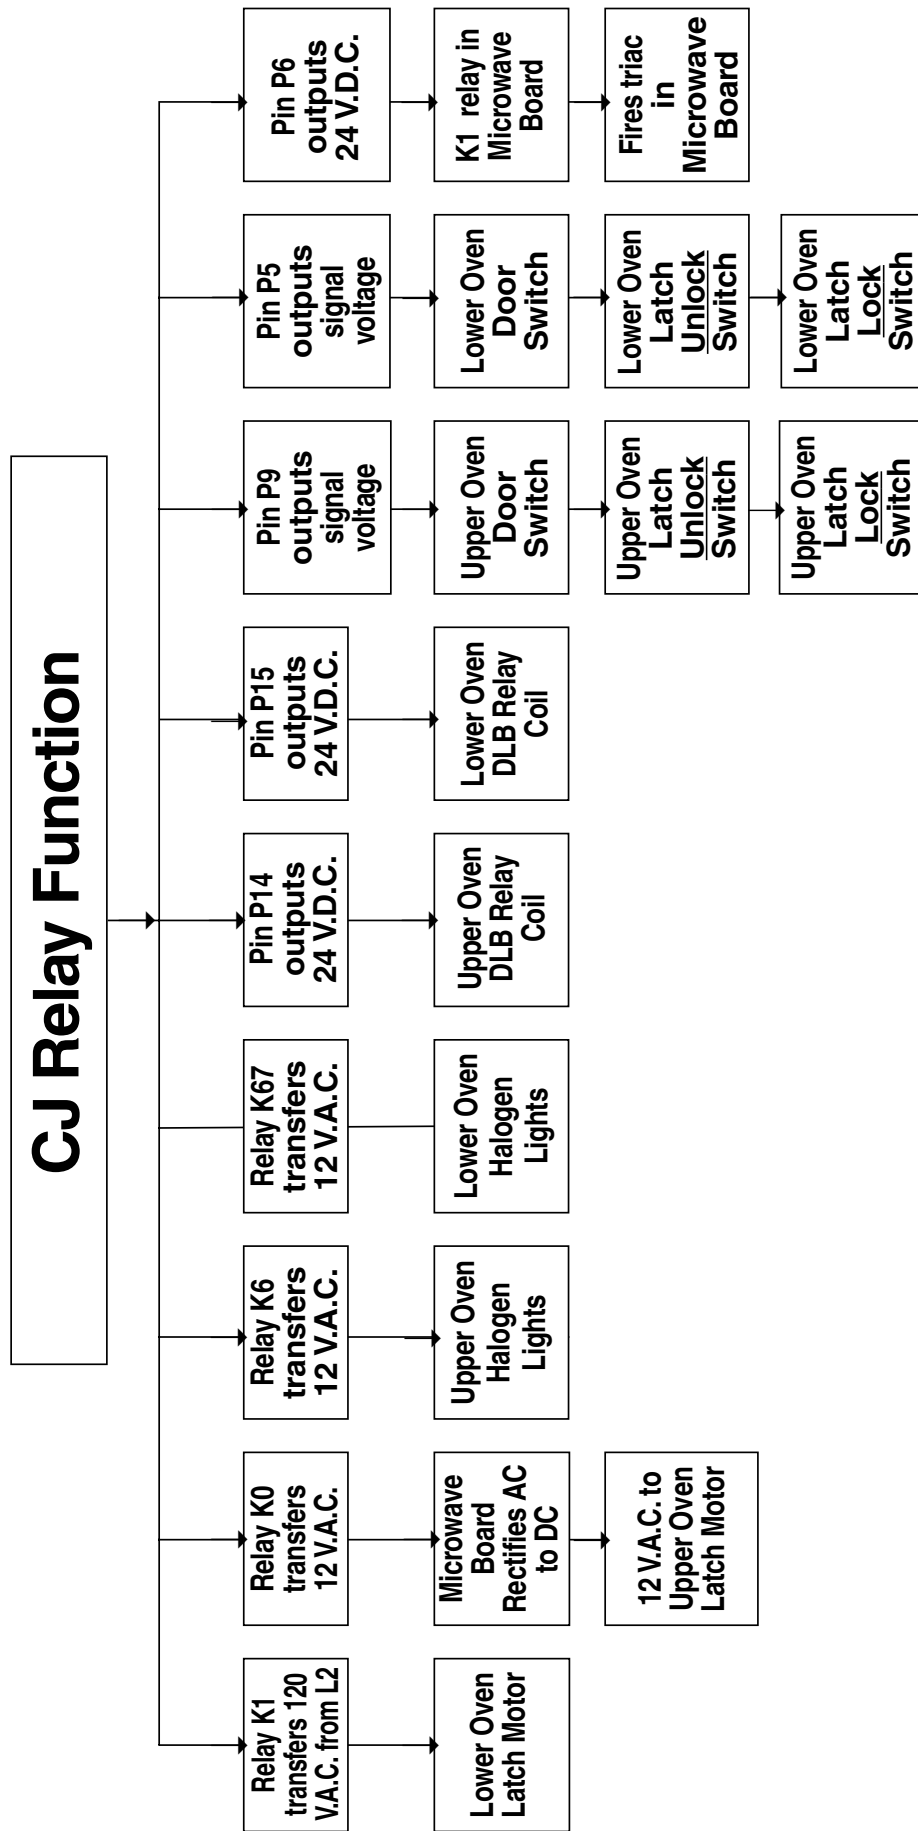 CJ Relay Function
Relay K1
transfers 120
V.A.C. from L2
Lower Oven
Latch Motor
Relay K0
transfers
12 V.A.C.
Microwave
Board
Rectifies AC
to DC
12 V.A.C. to
Upper Oven
Latch Motor
Relay K6
transfers
12 V.A.C.
Upper Oven
Halogen
Lights
Relay K67
transfers
12 V.A.C.
Lower Oven
Halogen
Lights
Pin P14
outputs
24 V.D.C.
Upper Oven
DLB Relay
Coil
Pin P15
outputs
24 V.D.C.
Lower Oven
DLB Relay
Coil
Pin P9
outputs
signal
voltage
Upper Oven
Door
Switch
Upper Oven
Latch
Unlock
Switch
Upper Oven
Latch
Lock
Switch
Pin P5
outputs
signal
voltage
Lower Oven
Door
Switch
Lower Oven
Latch
Unlock
Switch
Lower Oven
Latch
Lock
Switch
Pin P6
outputs
24 V.D.C.
K1 relay in
Microwave
Board
Fires triac
in
Microwave
Board